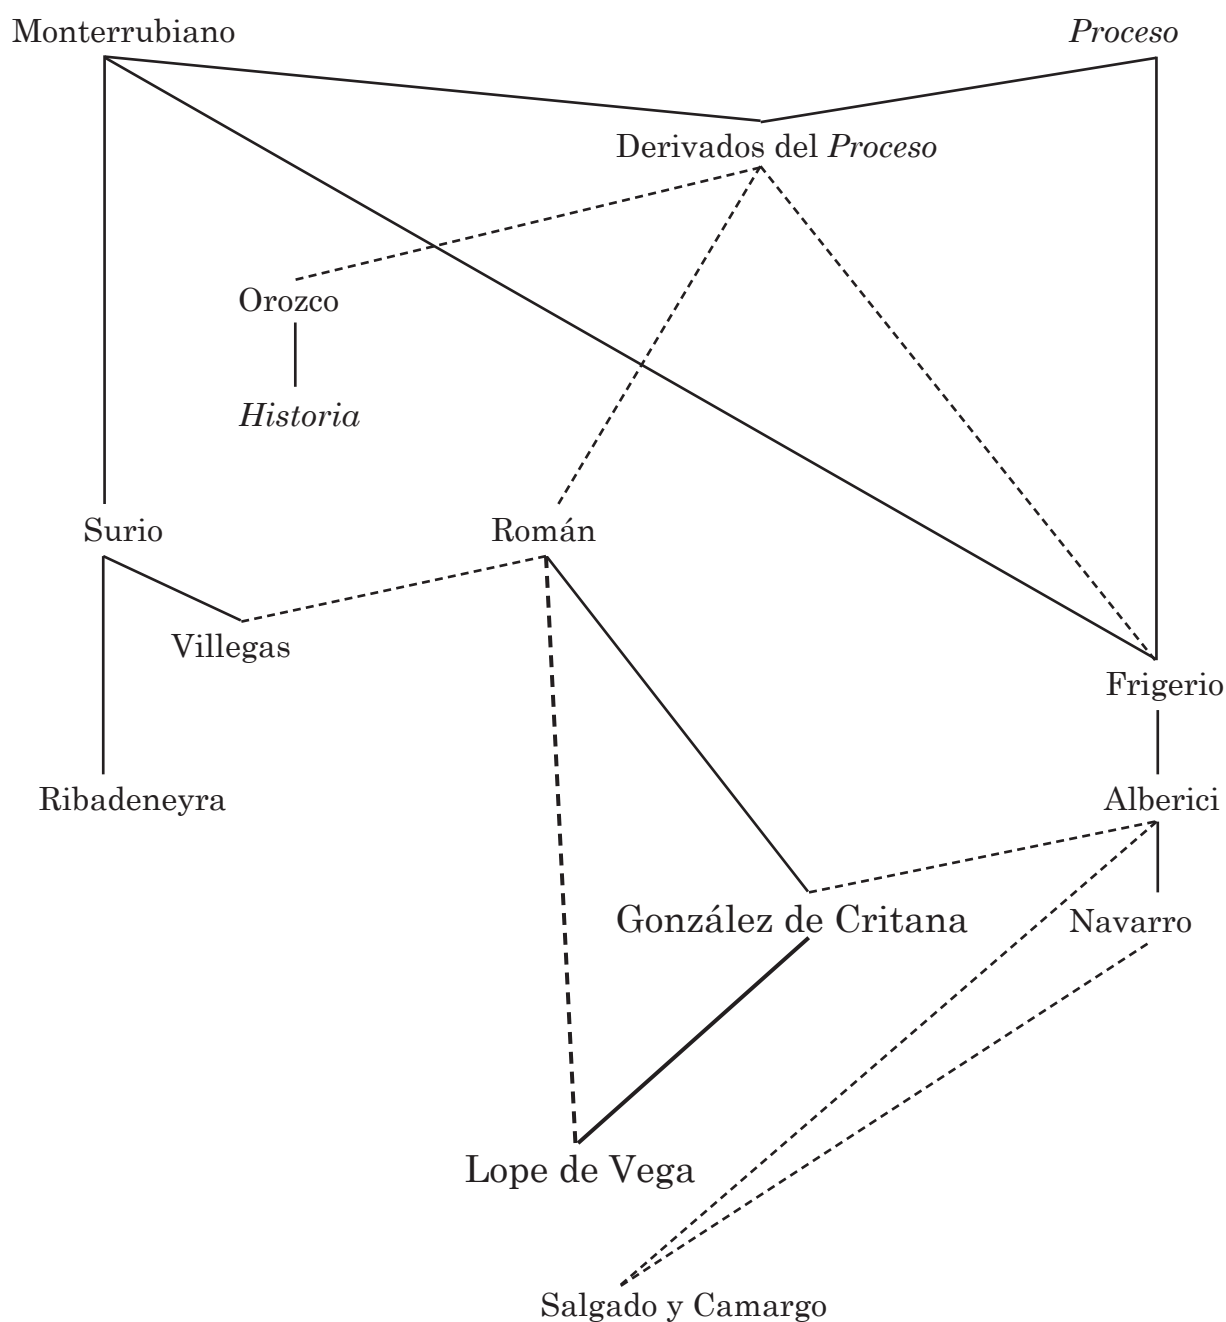 Monterrubiano
Proceso
Derivados del Proceso
Orozco
Historia
Surio
Román
Villegas
Frigerio
Ribadeneyra
Alberici
González de Critana
Navarro
Lope de Vega
Salgado y Camargo